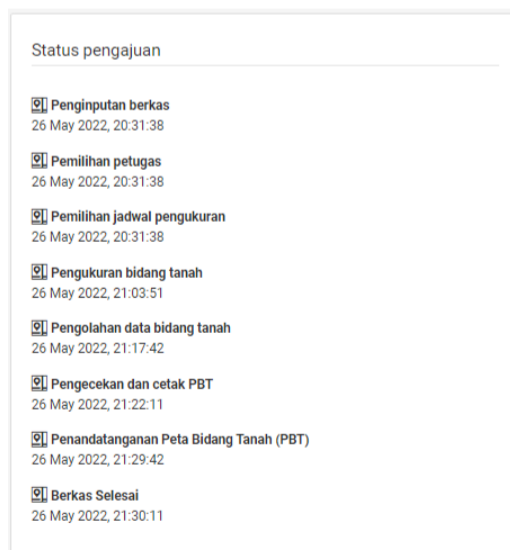 Status pengajuan
Penginputan berkas
26 May 2022, 20:31:38
Pemilihan petugas
26 May 2022, 20:31:38
Pemilihan jadwal pengukuran
26 May 2022, 20:31:38
Pengukuran bidang tanah
26 May 2022, 21:03:51
Pengolahan data bidang tanah
26 May 2022, 21:17:42
Pengecekan dan cetak PBT
26 May 2022, 21:22:11
Penandatanganan Peta Bidang Tanah (PBT)
26 May 2022, 21:29:42
Berkas Selesai
26 May 2022, 21:30:11